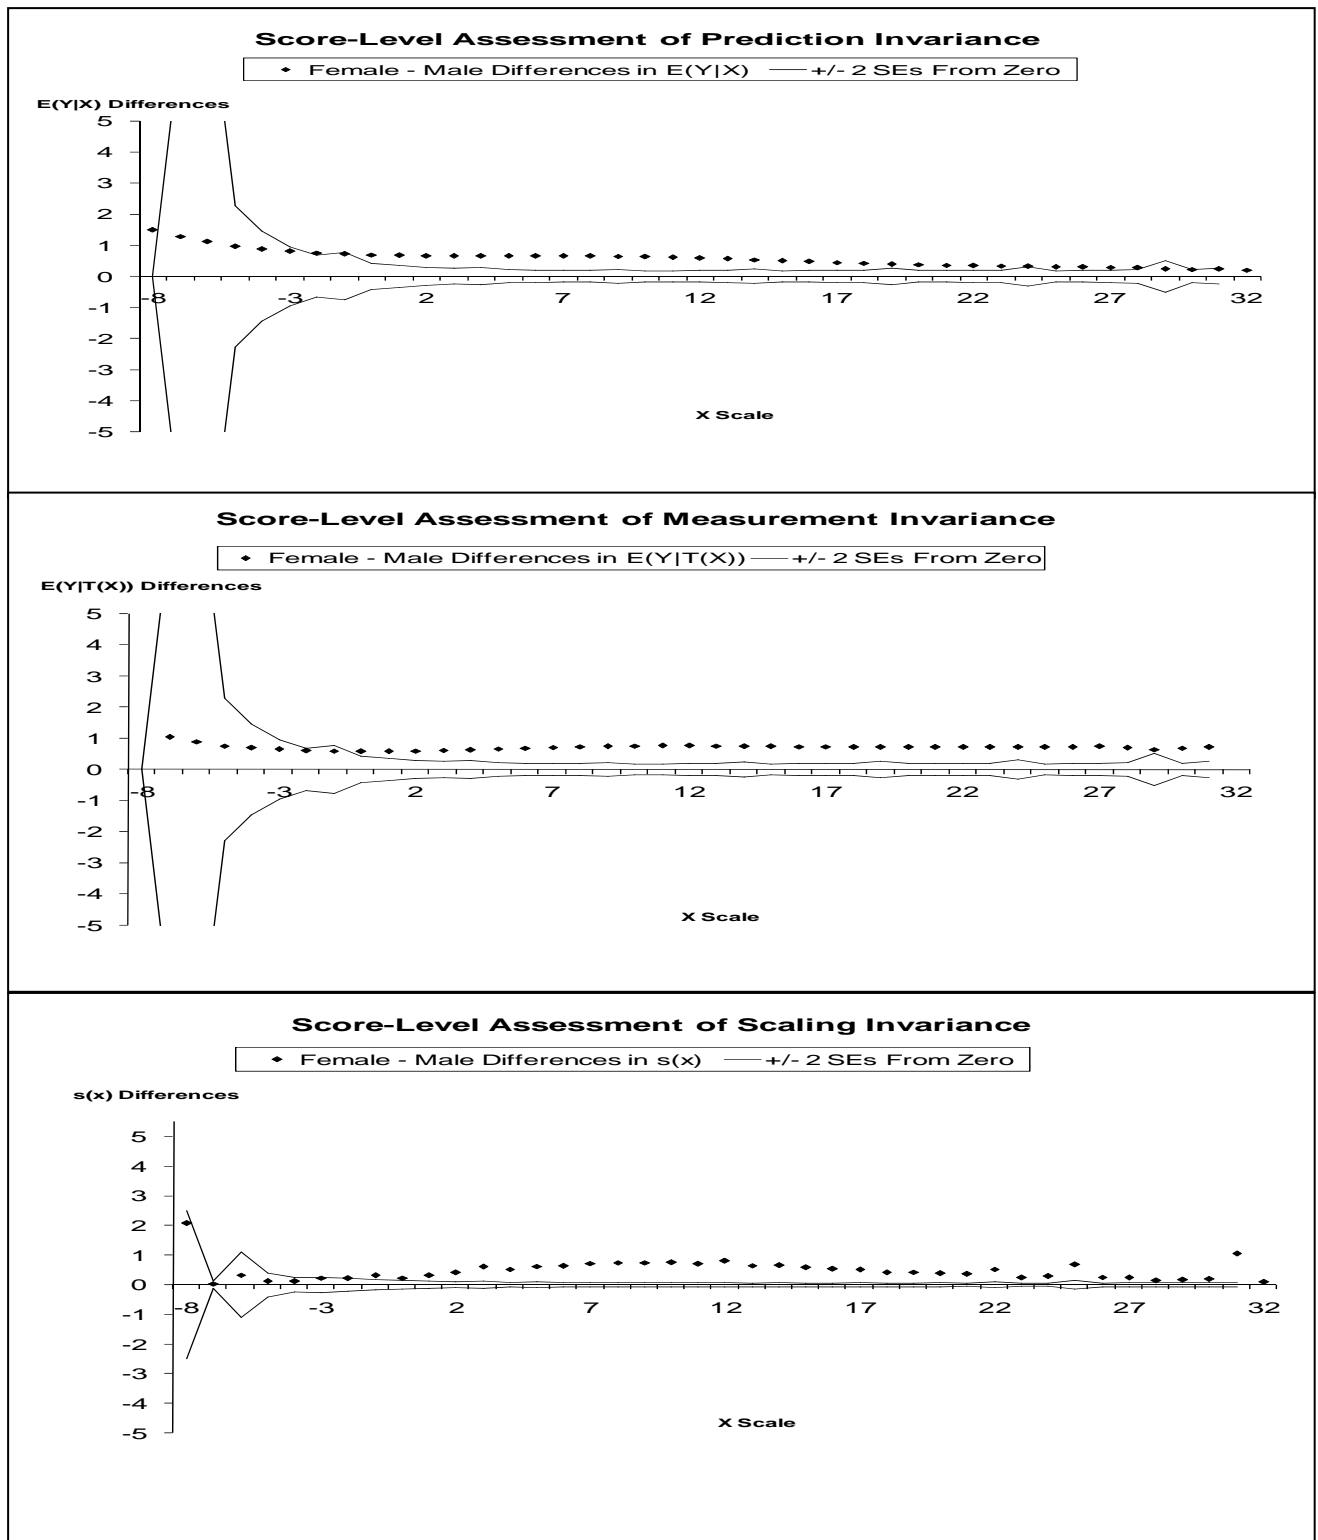 Score-Level Assessment of Prediction Invariance
Female - Male Differences in E(Y|X) +/- 2 SEs From Zero
E(Y|X) Differences
5
4
3
2
1
0
-1
-2
-3
-4
-5
-8 -3 2 7 12 17 22 27 32
X Scale
Score-Level Assessment of Measurement Invariance
Female - Male Differences in E(Y|T(X)) +/- 2 SEs From Zero
E(Y|T(X)) Differences
5
4
3
2
1
0
-1
-2
-3
-4
-5
-8 -3 2 7 12 17 22 27 32
X Scale
Score-Level Assessment of Scaling Invariance
Female - Male Differences in s(x) +/- 2 SEs From Zero
s(x) Differences
5
4
3
2
1
0
-1
-2
-3
-4
-5
-8 -3 2 7 12 17 22 27 32
X Scale